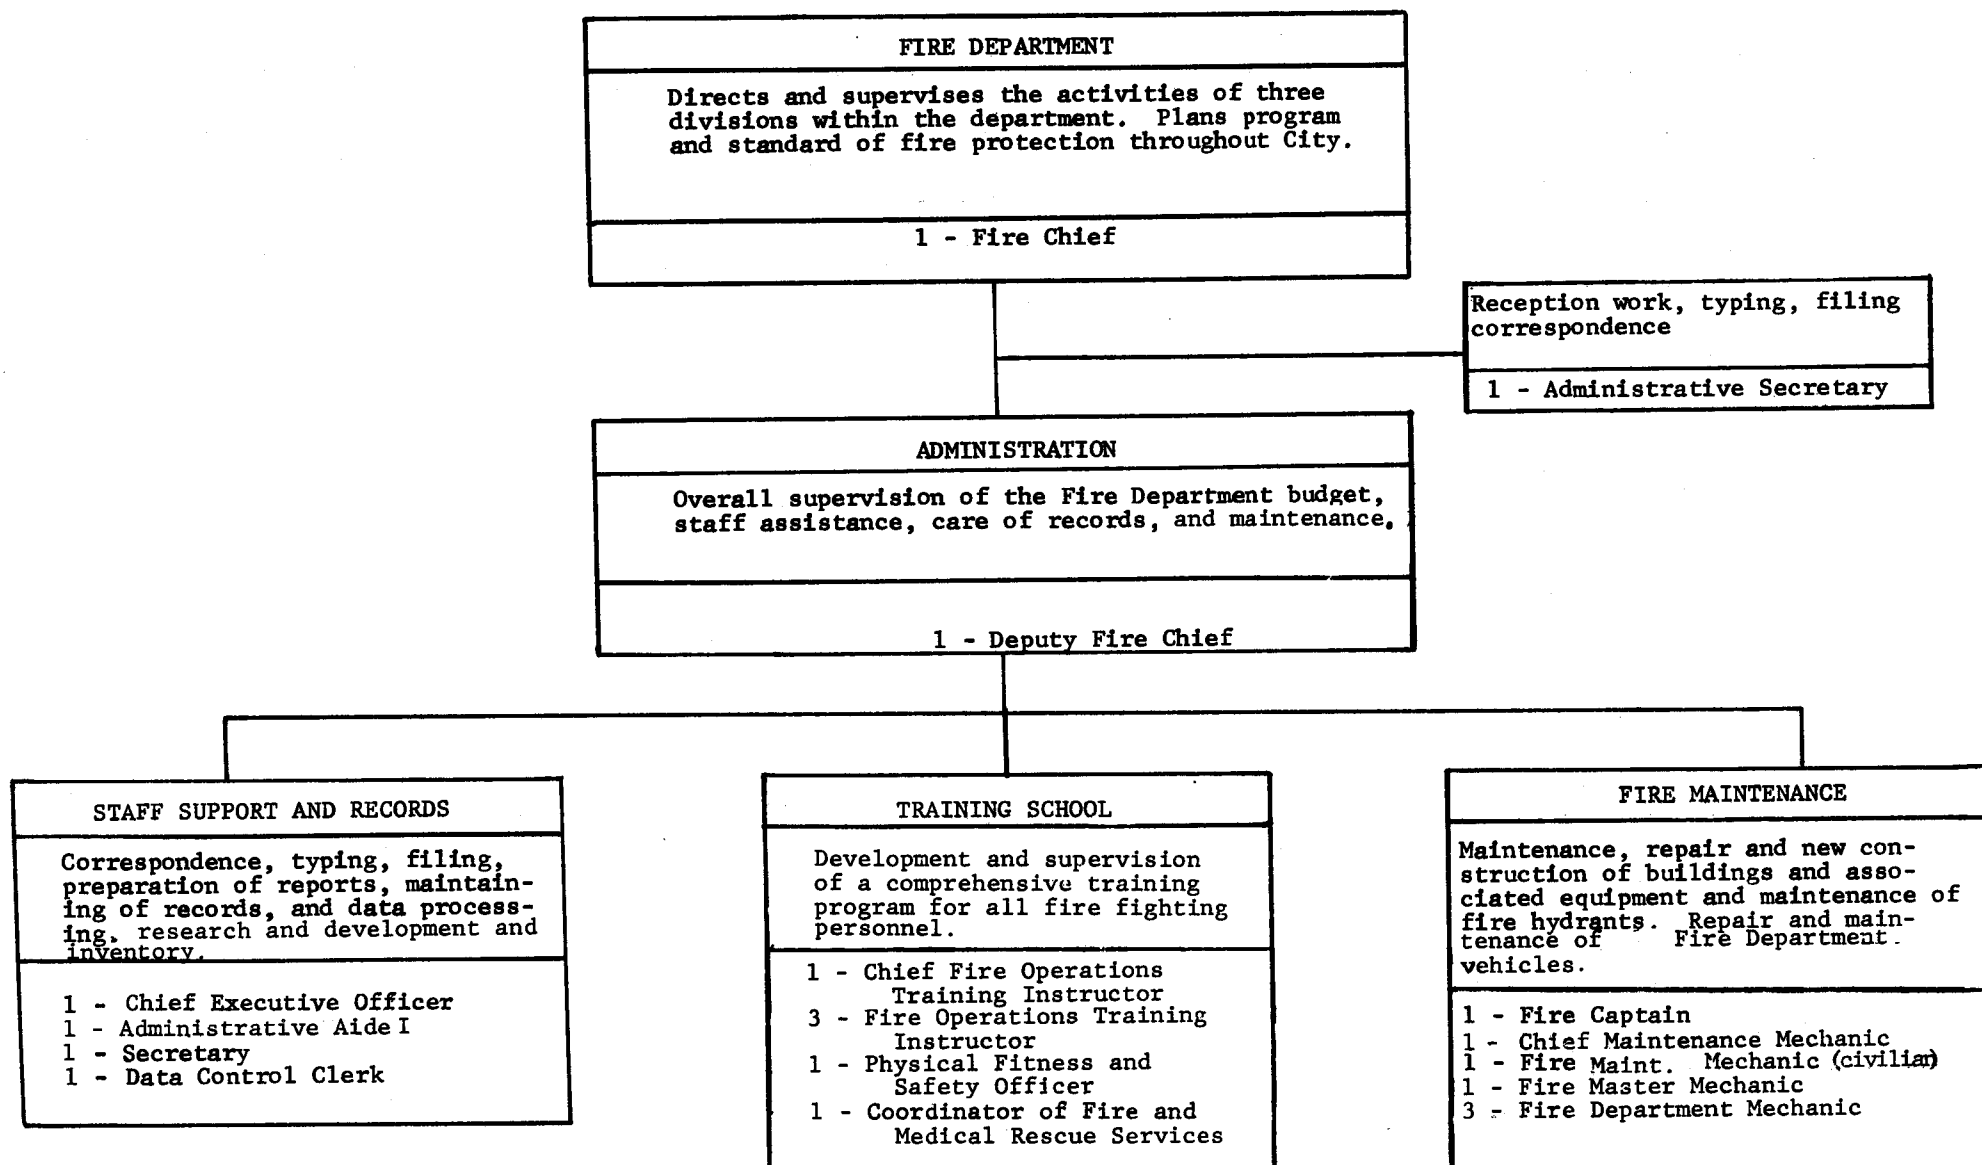 FIRE DEPARTMENT
Directs and supervises the activities of three
divisions within the department. Plans program
and standard of fire protection throughout City.
1 - Fire Chief
Reception work, typing, filing
correspondence
1 - Administrative Secretary
ADMINISTRATION
Overall supervision of the Fire Department budget,
staff assistance, care of records, and maintenance.
1 - Deputy Fire Chief
STAFF SUPPORT AND RECORDS
Correspondence, typing, filing,
preparation of reports, maintain-
ing of records, and data process-
ing, research and development and
inventory.
1 - Chief Executive Officer
1 - Administrative Aide I
1 - Secretary
1 - Data Control Clerk
TRAINING SCHOOL
Development and supervision
of a comprehensive training
program for all fire fighting
personnel.
1 - Chief Fire Operations
Training Instructor
3 - Fire Operations Training
Instructor
1 - Physical Fitness and
Safety Officer
1 - Coordinator of Fire and
Medical Rescue Services
FIRE MAINTENANCE
Maintenance, repair and new con-
struction of buildings and asso-
ciated equipment and maintenance of
fire hydrants. Repair and main-
tenance of Fire Department
vehicles.
1 - Fire Captain
1 - Chief Maintenance Mechanic
1 - Fire Maint. Mechanic (civilian)
1 - Fire Master Mechanic
3 - Fire Department Mechanic